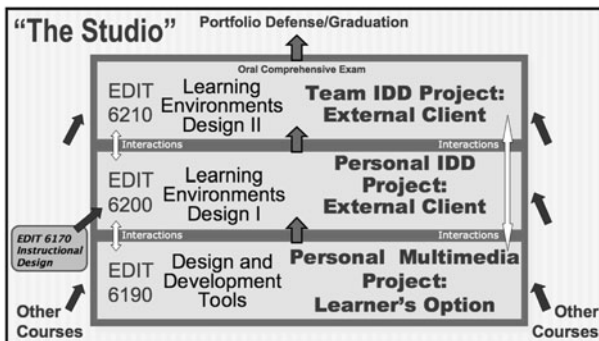 “The Studio”
Portfolio Defense/Graduation
Oral Comprehensive Exam
EDIT
6210
Learning
Environments
Design II
Team IDD Project:
External Client
Interactions
Interactions
EDIT
6200
Learning
Environments
Design I
Personal IDD
Project:
External Client
EDIT 6170
Instructional
Design
Interactions
Interactions
EDIT
6190
Design and
Development
Tools
Personal Multimedia
Project:
Learner's Option
Other
Courses
Other
Courses